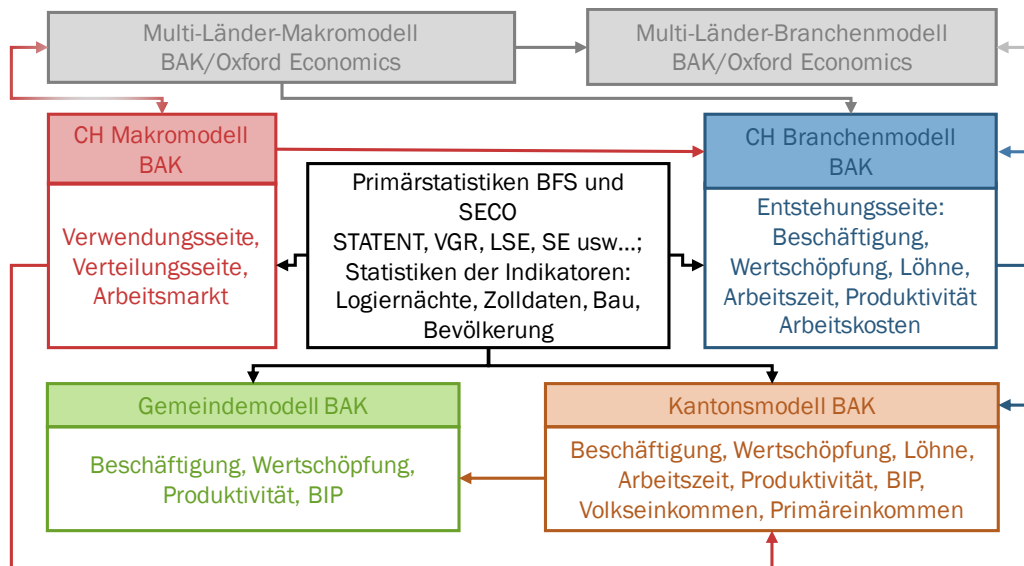 Multi-Länder-Makromodell
BAK/Oxford Economics
Multi-Länder-Branchenmodell
BAK/Oxford Economics
CH Makromodell
BAK
Verwendungsseite,
Verteilungsseite,
Arbeitsmarkt
Primärstatistiken BFS und
SECO
STATENT, VGR, LSE, SE usw...;
Statistiken der Indikatoren:
Logiernächte, Zolldaten, Bau,
Bevölkerung
CH Branchenmodell
BAK
Entstehungsseite:
Beschäftigung,
Wertschöpfung, Löhne,
Arbeitszeit, Produktivität
Arbeitskosten
Gemeindemodell BAK
Beschäftigung, Wertschöpfung,
Produktivität, BIP
Kantonsmodell BAK
Beschäftigung, Wertschöpfung, Löhne,
Arbeitszeit, Produktivität, BIP,
Volkseinkommen, Primäreinkommen